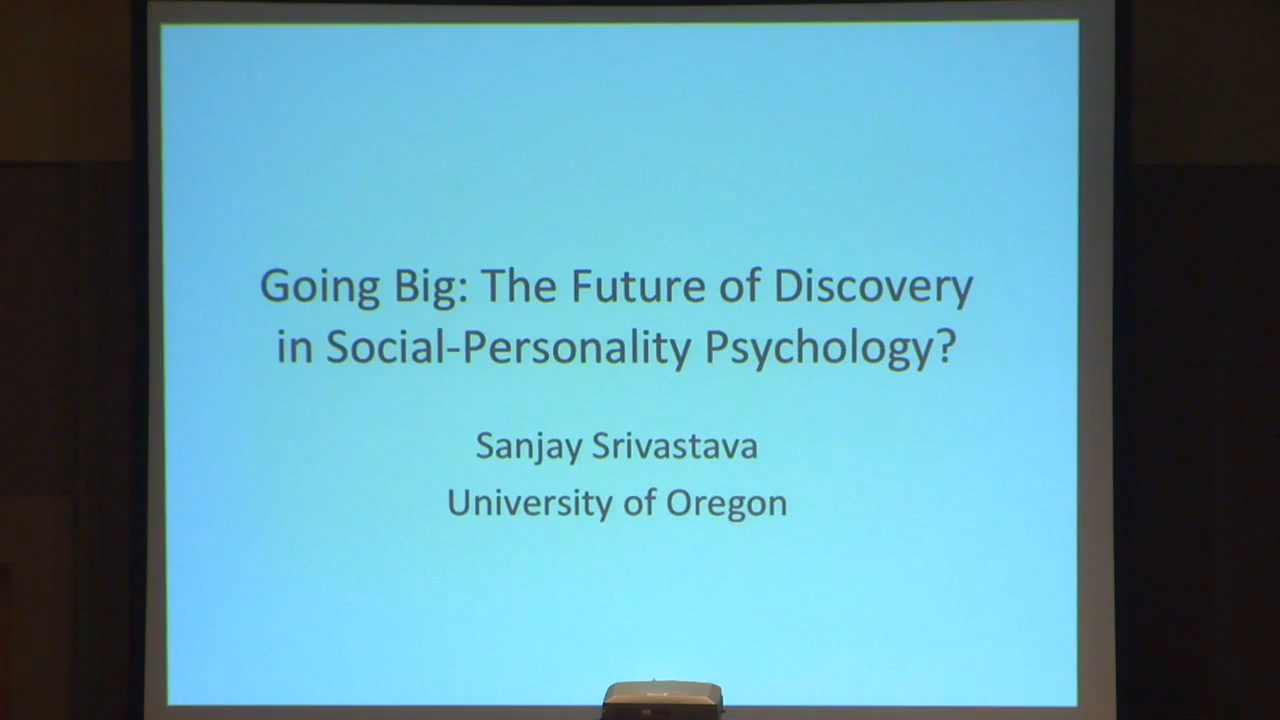 Going Big: The Future of Discovery
in Social-Personality Psychology?
Sanjay Srivastava
University of Oregon